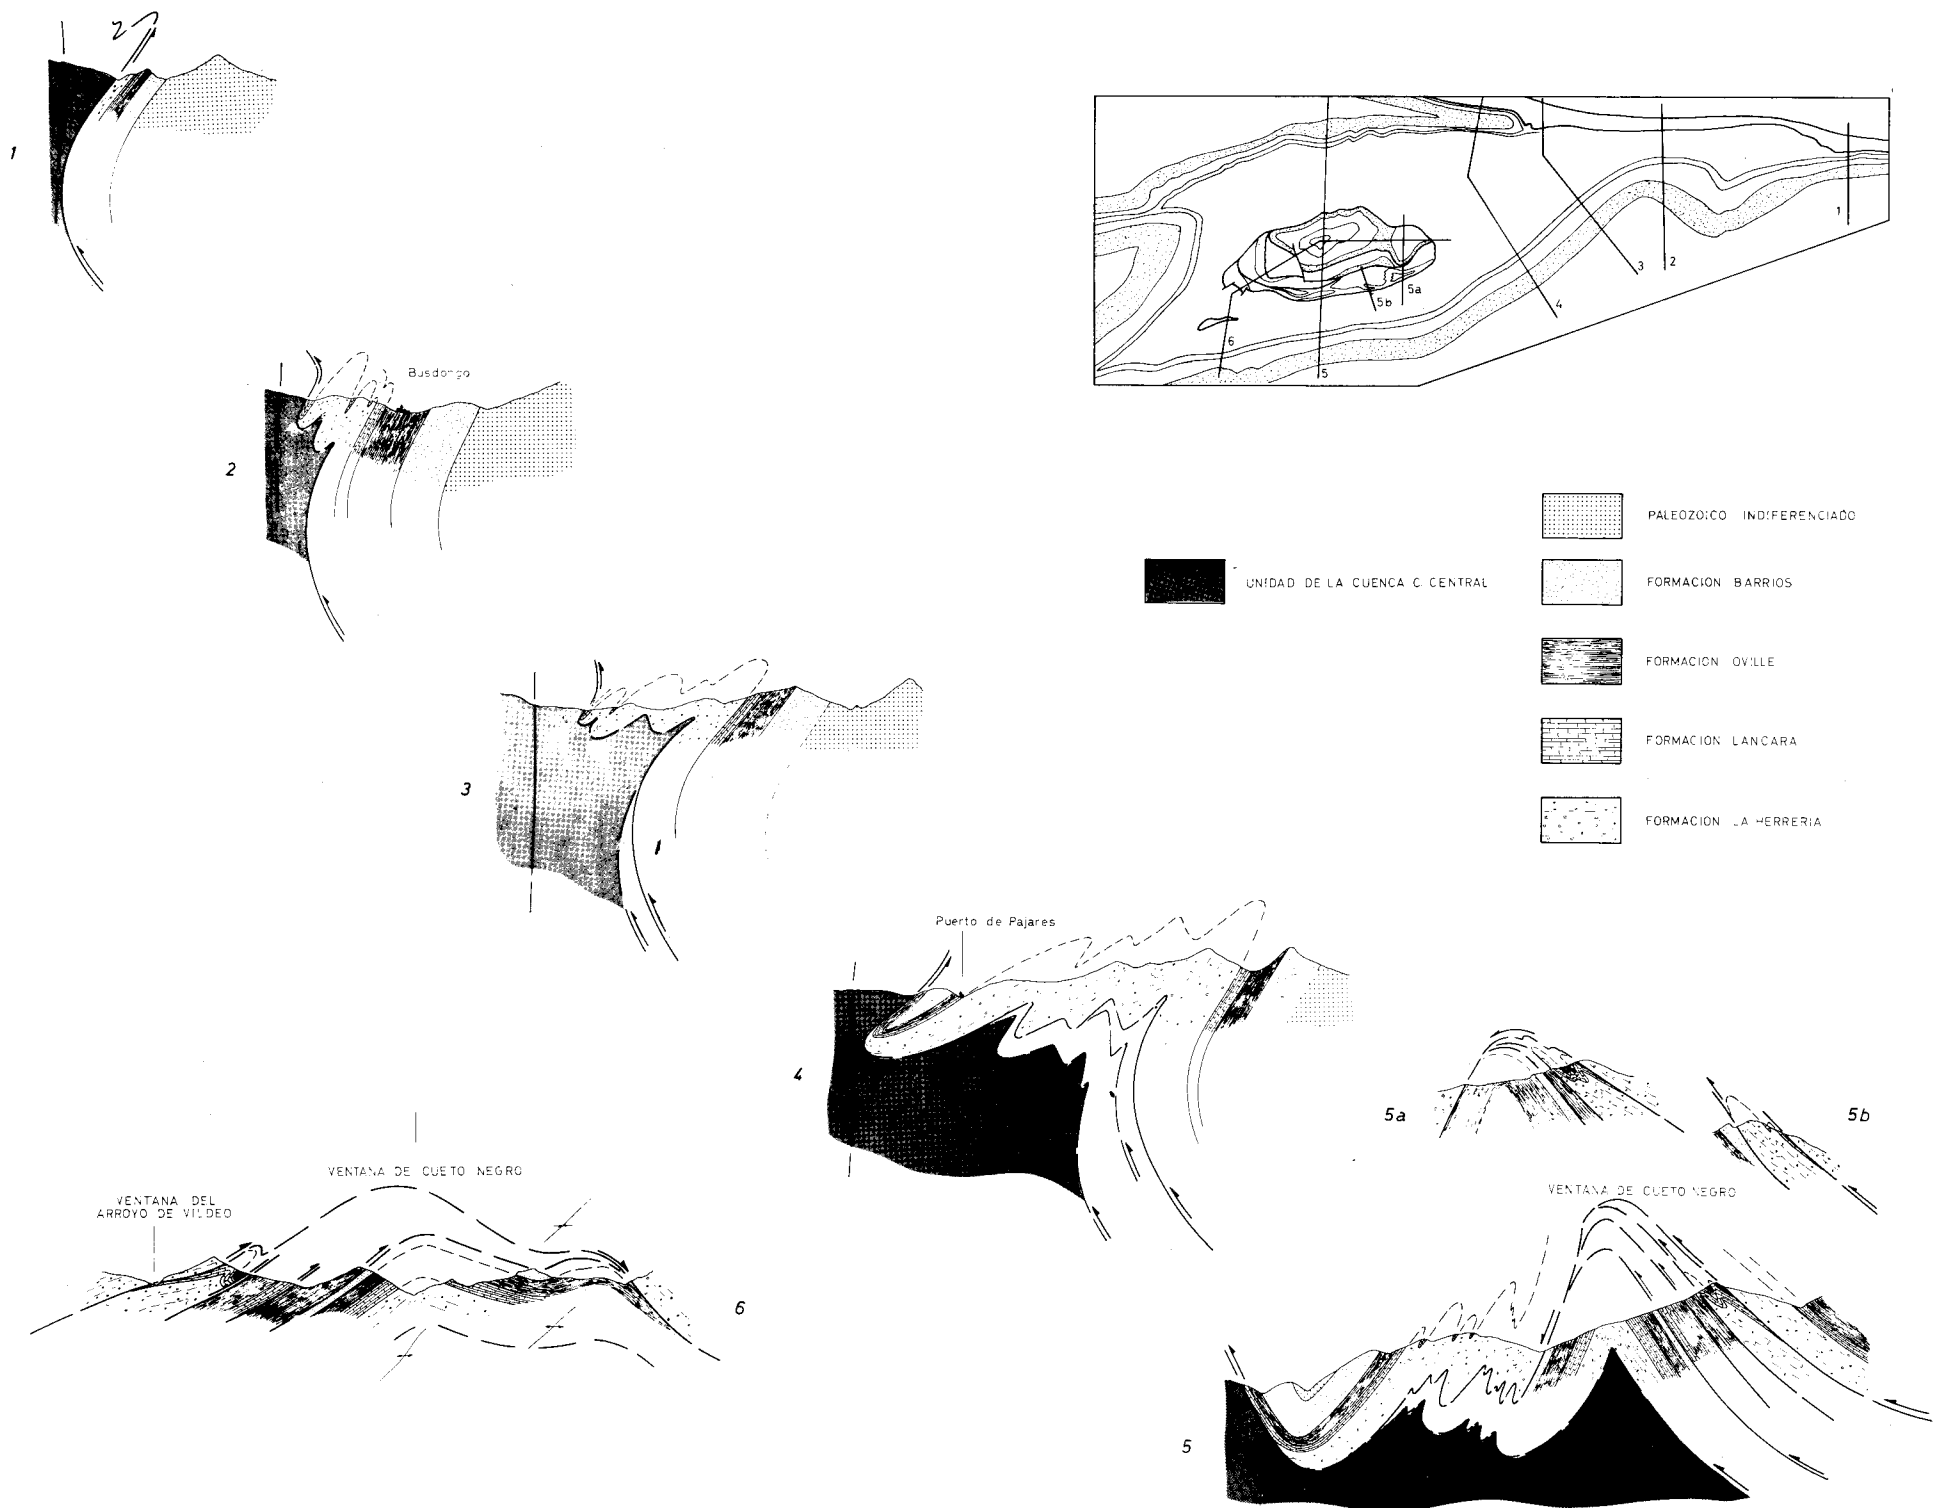 1
2
Busdongo
3
Puerto de Pajares
4
5a
5b
VENTANA DE CUETO NEGRO
5
VENTANA DE CUETO NEGRO
VENTANA DEL
ARROYO DE VILDEO
6
1
2
3
4
5a
5b
6
5
UNIDAD DE LA CUENCA C. CENTRAL
PALEOZOICO INDIFERENCIADO
FORMACION BARRIOS
FORMACION OVILLE
FORMACION LANCARA
FORMACION LA HERRERIA